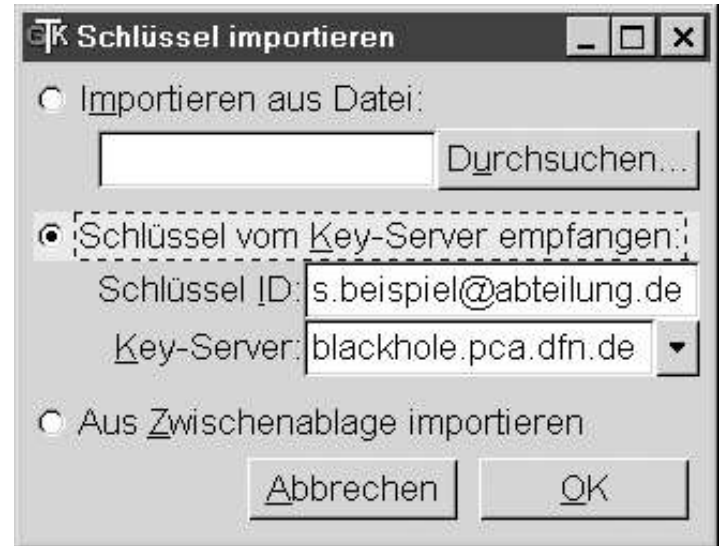 GTK Schlüssel importieren
Importieren aus Datei:
Durchsuchen...
Schlüssel vom Key-Server empfangen:
Schlüssel ID: s.beispiel@abteilung.de
Key-Server: blackhole.pca.dfn.de
Aus Zwischenablage importieren
Abbrechen OK